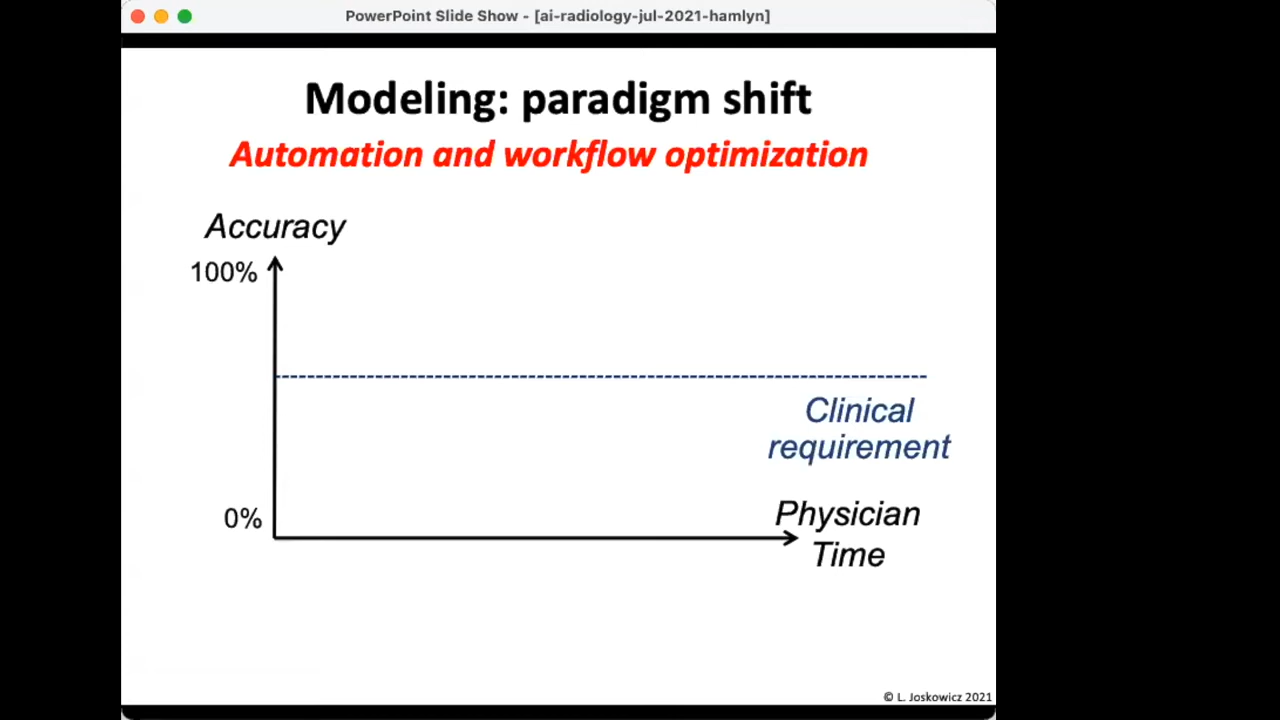 PowerPoint Slide Show - [ai-radiology-jul-2021-hamlyn]
Modeling: paradigm shift
Automation and workflow optimization
Accuracy
100%
Clinical
requirement
0%
Physician
Time
© L. Joskowicz 2021